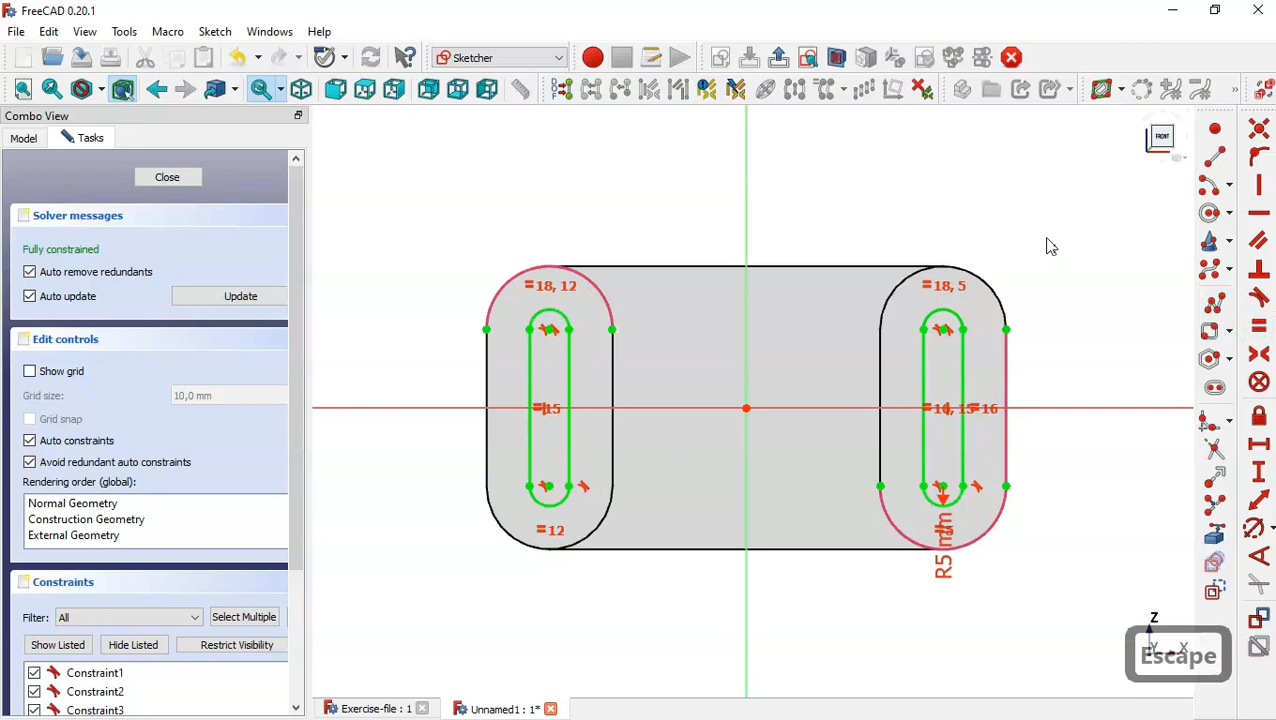 FreeCAD 0.20.1
File Edit View Tools Macro Sketch Windows Help
Sketcher
Combo View
Model Tasks
Close
Solver messages
Fully constrained
Auto remove redundants
Auto update Update
Edit controls
Show grid
Grid size: 10,0 mm
Grid snap
Auto constraints
Avoid redundant auto constraints
Rendering order (global):
Normal Geometry
Construction Geometry
External Geometry
Constraints
Filter: All Select Multiple
Show Listed Hide Listed Restrict Visibility
Constraint1
Constraint2
Constraint3
FRONT
=18, 12
=18, 5
=12
=16
R5 mm
Z
Y X
Escape
Exercise-file : 1
Unnamed1 : 1*